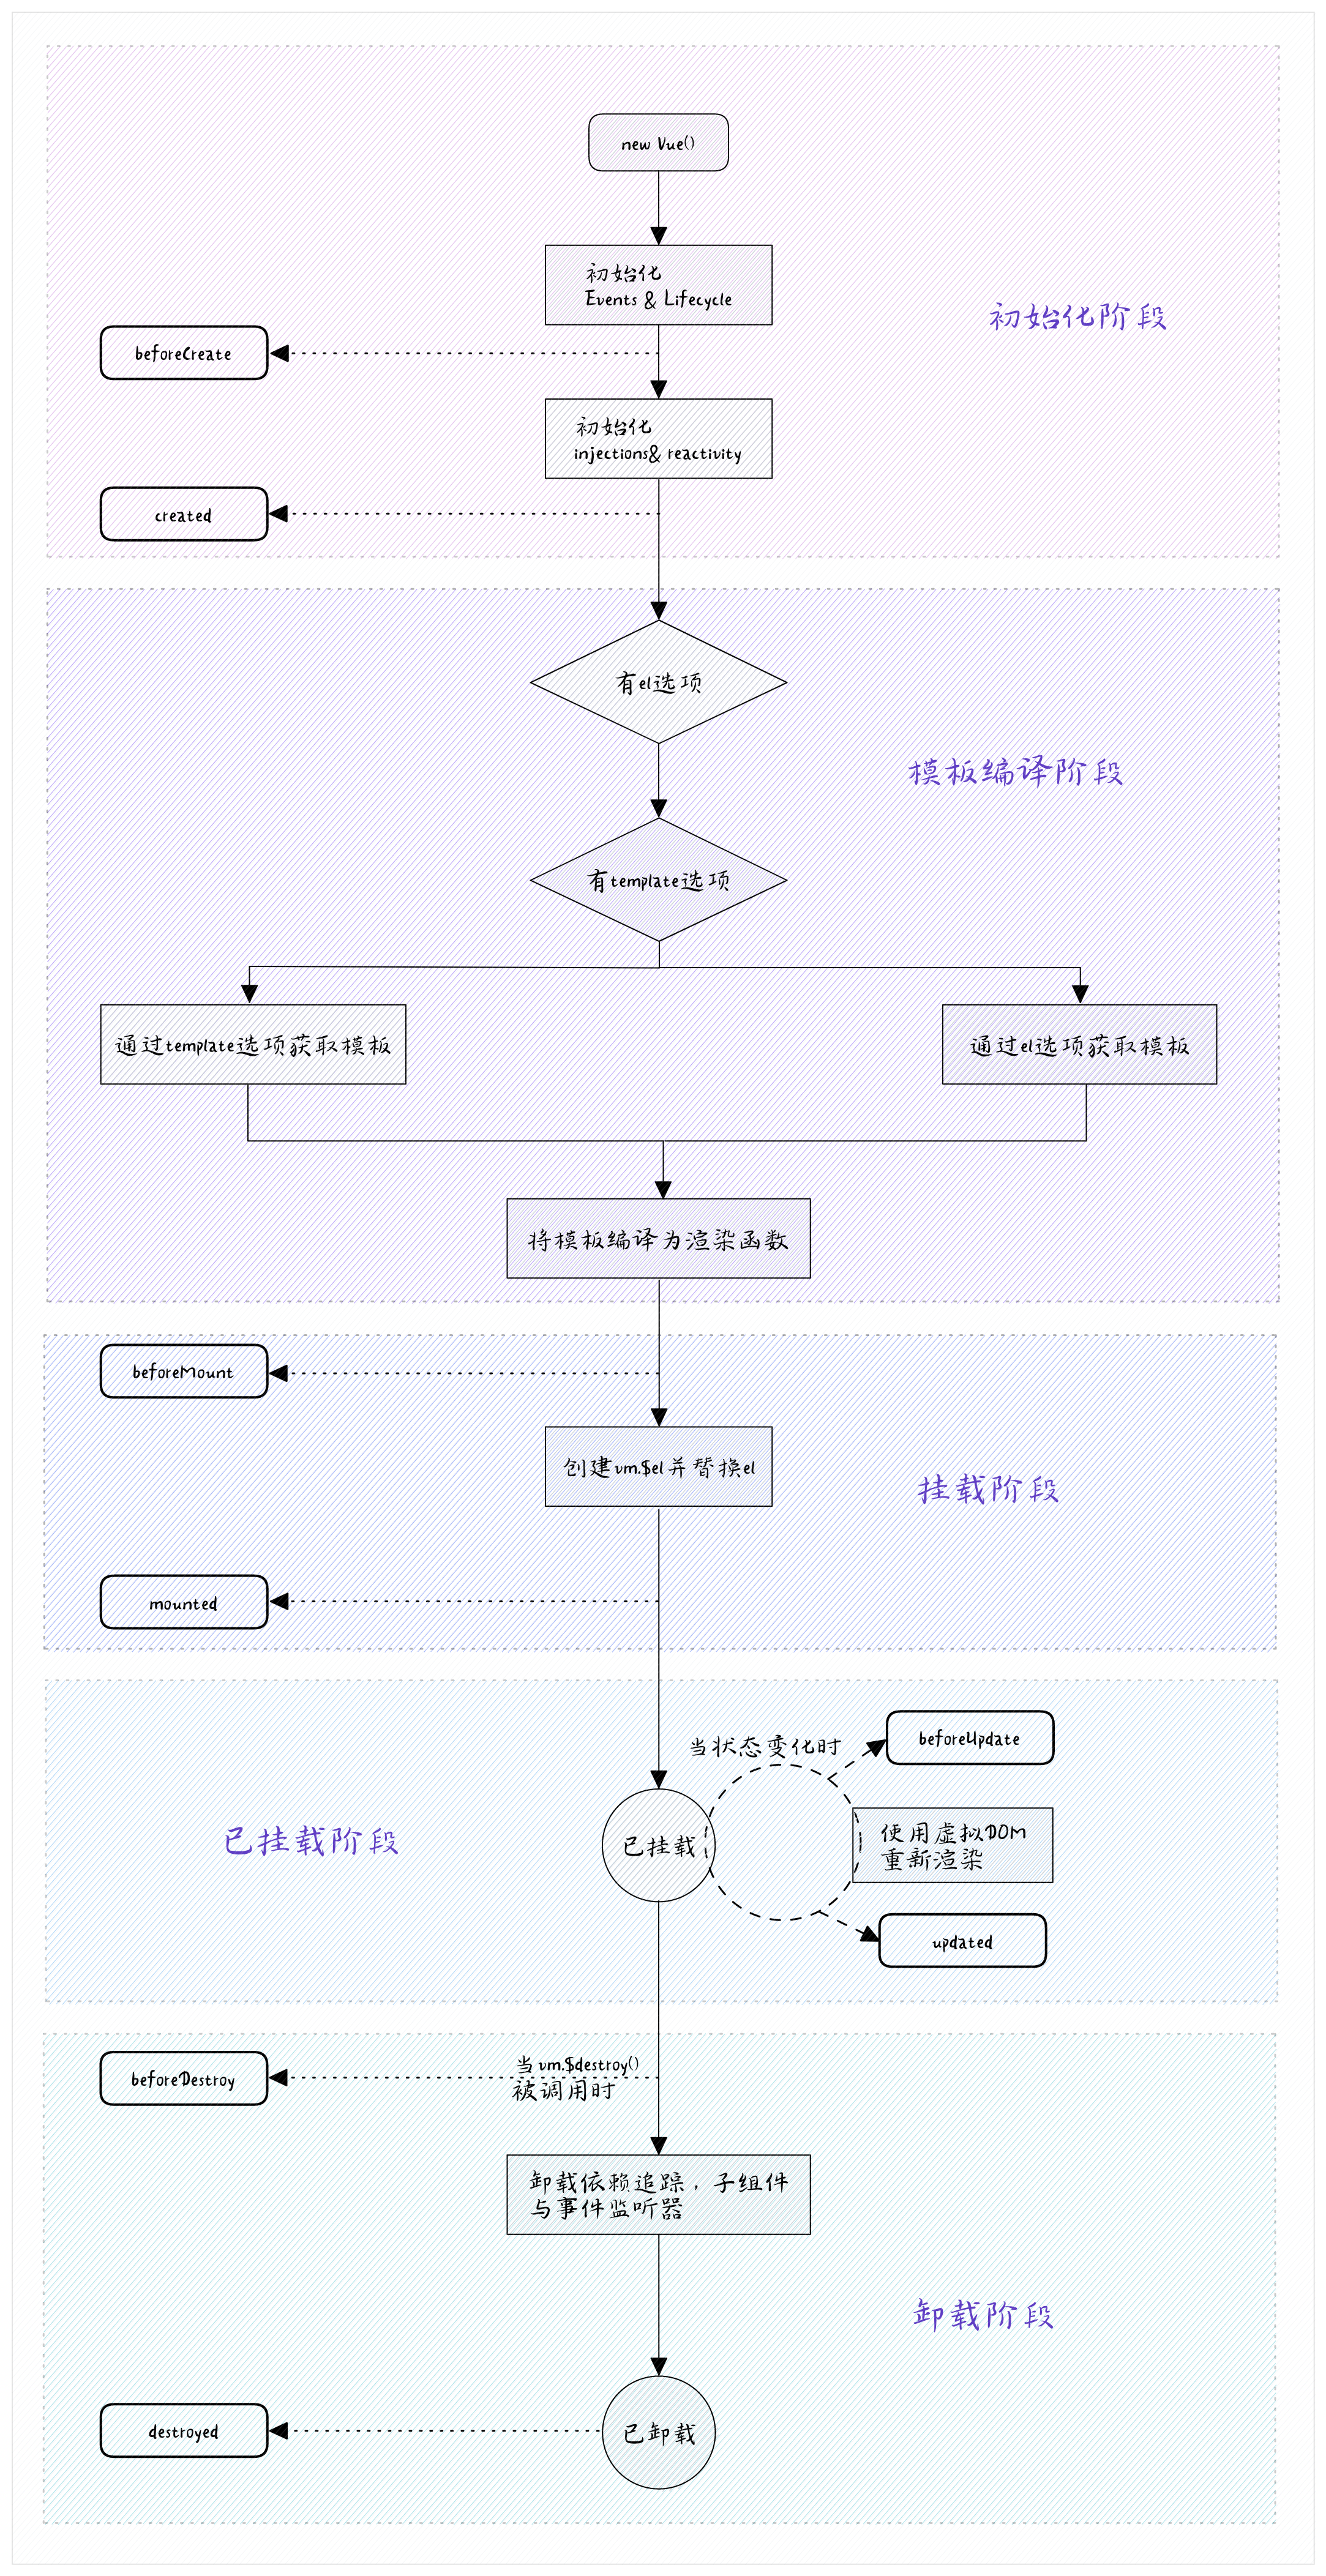 new Vue()
初始化
Events & Lifecycle
初始化阶段
beforeCreate
初始化
injections& reactivity
created
有el选项
模板编译阶段
有template选项
通过template选项获取模板
通过el选项获取模板
将模板编译为渲染函数
beforeMount
创建vm.$el并替换el
挂载阶段
mounted
当状态变化时
beforeUpdate
已挂载阶段
已挂载
使用虚拟DOM
重新渲染
updated
当vm.$destroy()
被调用时
beforeDestroy
卸载依赖追踪，子组件
与事件监听器
卸载阶段
已卸载
destroyed